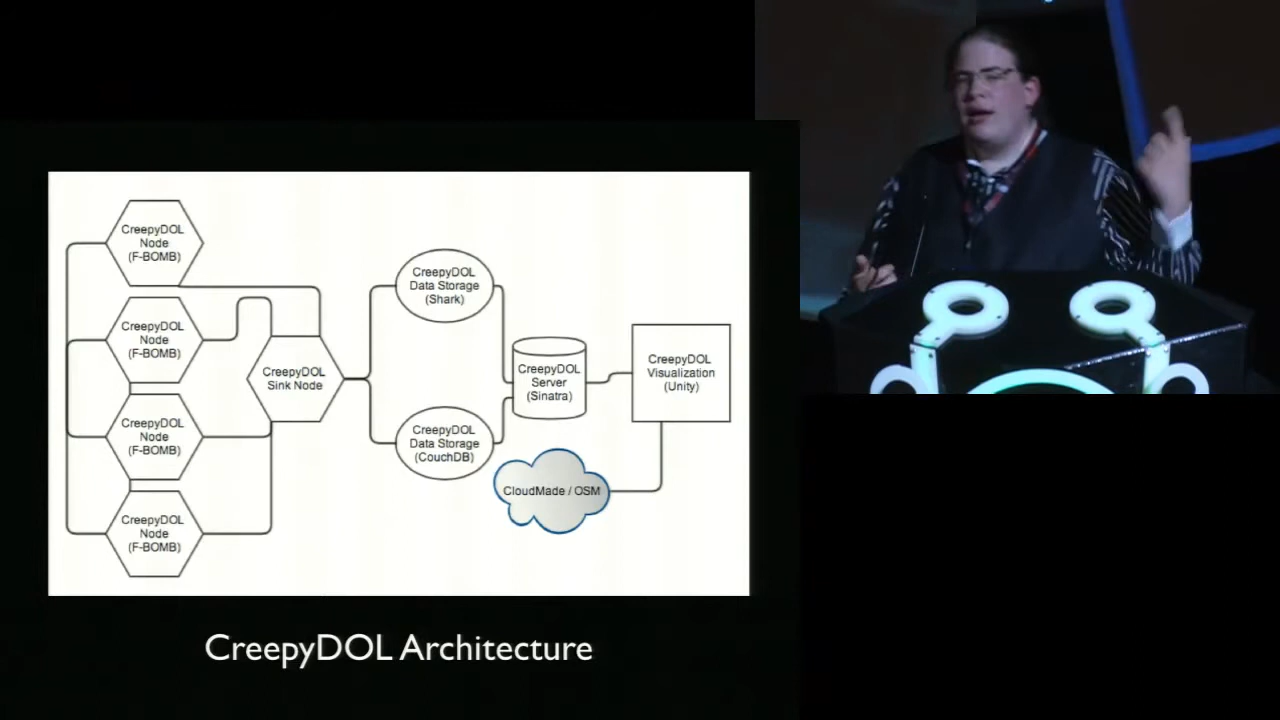 CreepyDOL
Node
(F-BOMB)
CreepyDOL
Node
(F-BOMB)
CreepyDOL
Node
(F-BOMB)
CreepyDOL
Node
(F-BOMB)
CreepyDOL
Sink Node
CreepyDOL
Data Storage
(Shark)
CreepyDOL
Data Storage
(CouchDB)
CreepyDOL
Server
(Sinatra)
CreepyDOL
Visualization
(Unity)
CloudMade / OSM
CreepyDOL Architecture